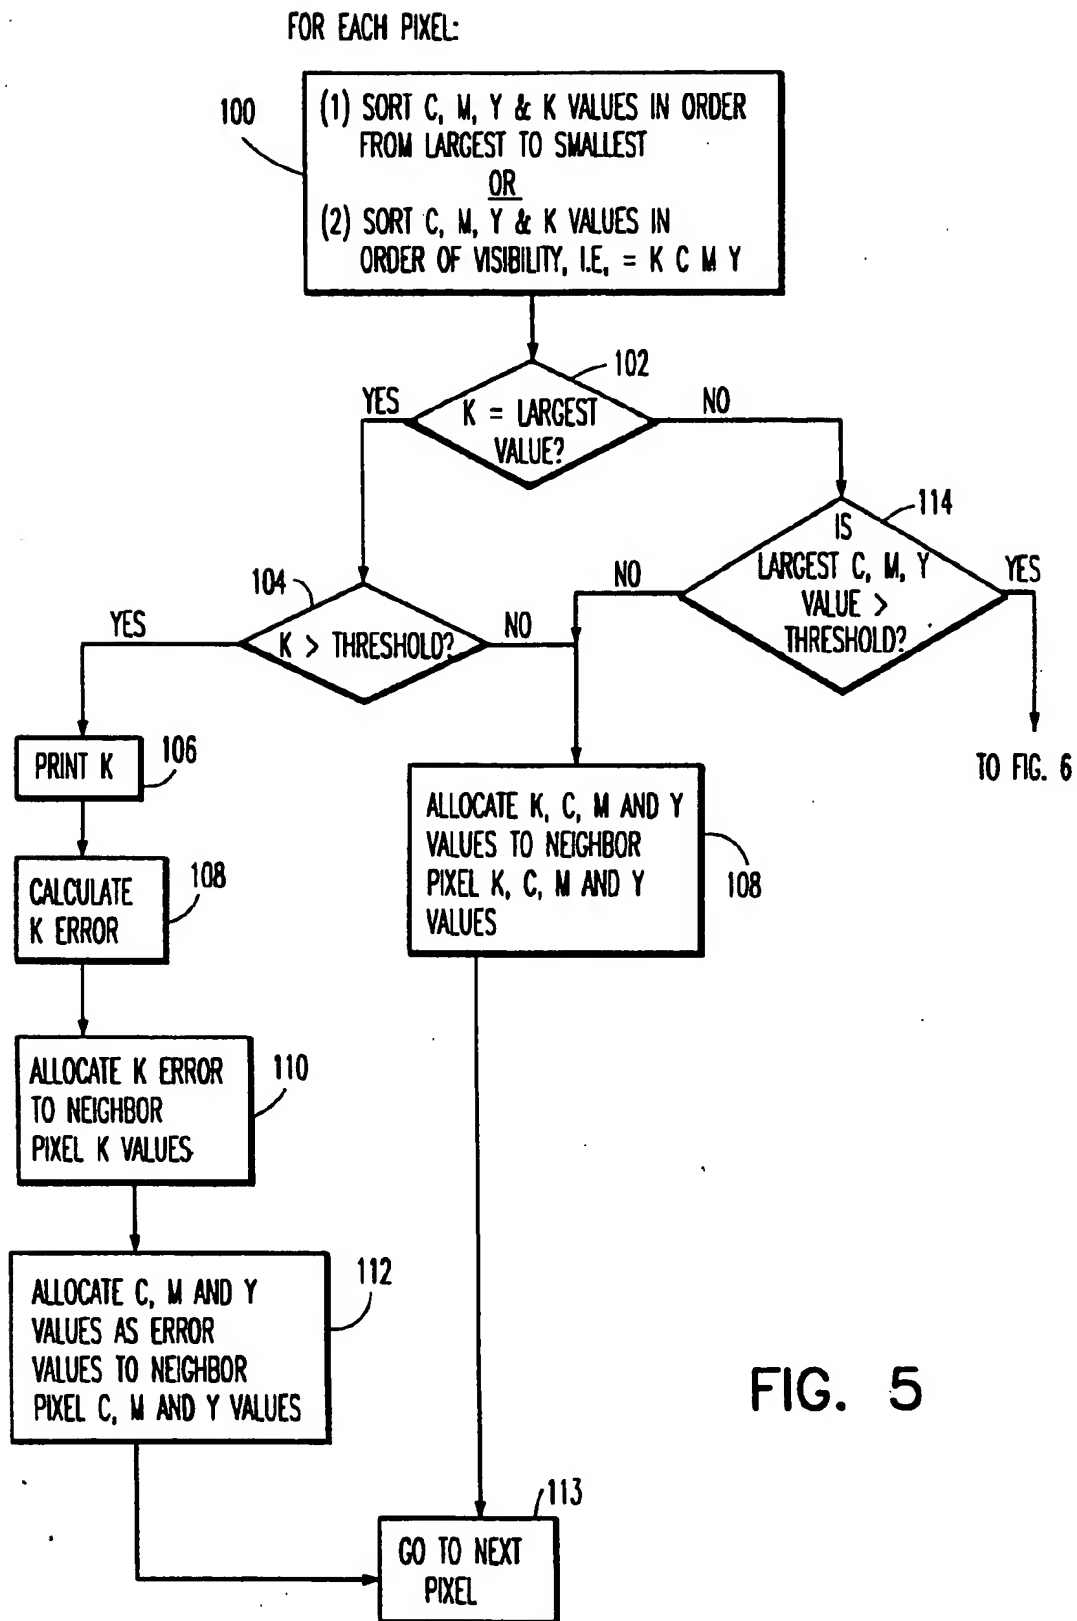 FOR EACH PIXEL:
100
(1) SORT C, M, Y & K VALUES IN ORDER
FROM LARGEST TO SMALLEST
OR
(2) SORT C, M, Y & K VALUES IN
ORDER OF VISIBILITY, I.E, = K C M Y
102
YES
K = LARGEST
VALUE?
NO
114
IS
LARGEST C, M, Y
VALUE >
THRESHOLD?
NO
YES
104
YES
K > THRESHOLD?
NO
TO FIG. 6
PRINT K
106
ALLOCATE K, C, M AND Y
VALUES TO NEIGHBOR
PIXEL K, C, M AND Y
VALUES
108
CALCULATE
K ERROR
108
ALLOCATE K ERROR
TO NEIGHBOR
PIXEL K VALUES
110
ALLOCATE C, M AND Y
VALUES AS ERROR
VALUES TO NEIGHBOR
PIXEL C, M AND Y VALUES
112
FIG. 5
113
GO TO NEXT
PIXEL